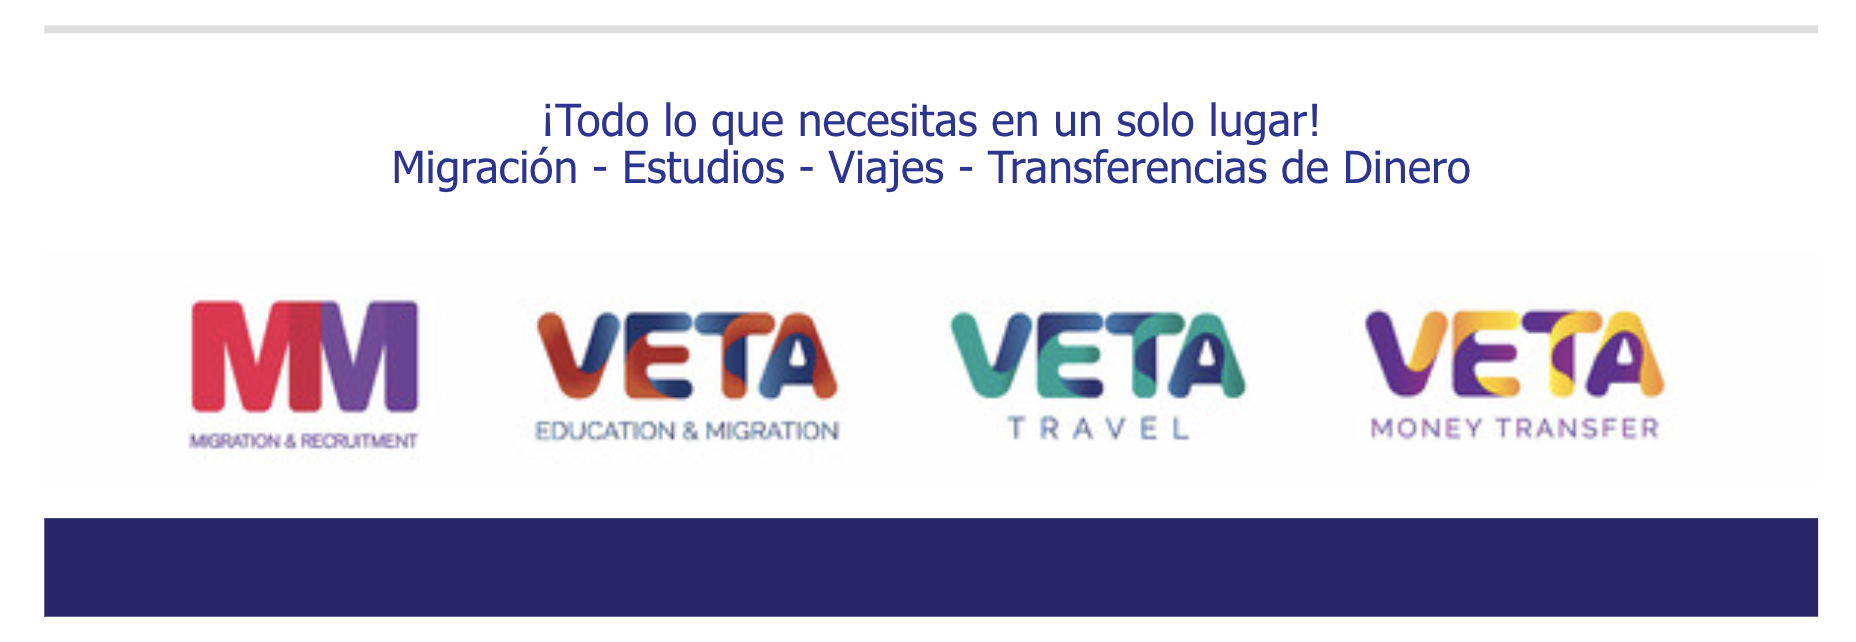 ¡Todo lo que necesitas en un solo lugar!
Migración - Estudios - Viajes - Transferencias de Dinero
MM
MIGRATION & RECRUITMENT
VETA
EDUCATION & MIGRATION
VETA
TRAVEL
VETA
MONEY TRANSFER